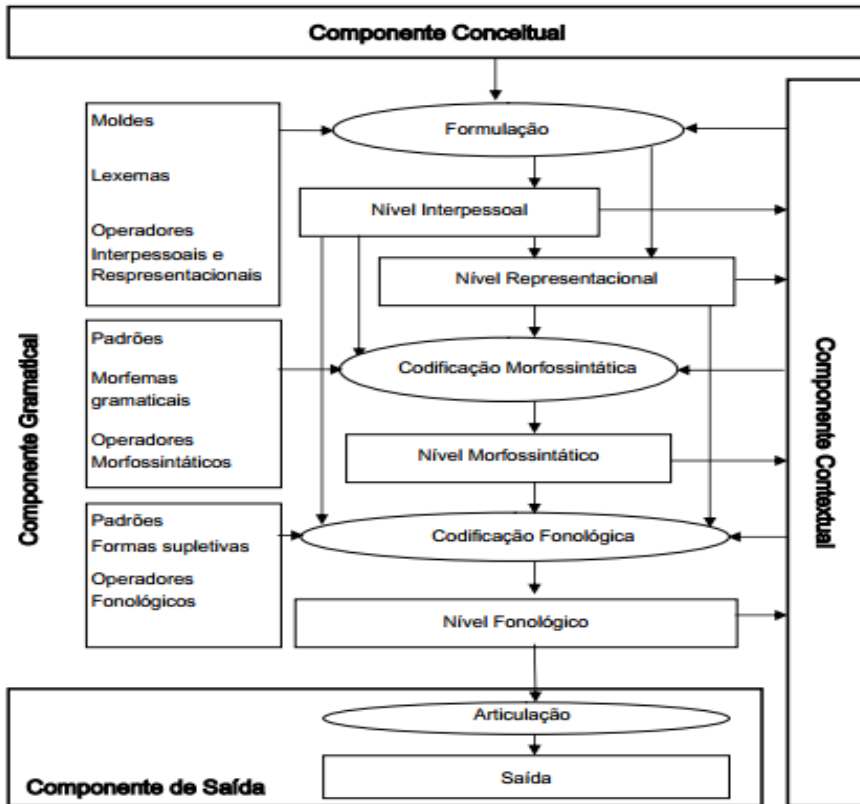 Componente Conceitual
Moldes
Lexemas
Operadores
Interpessoais e
Respresentacionais
Formulação
Nível Interpessoal
Nível Representacional
Componente Gramatical
Padrões
Morfemas
gramaticais
Operadores
Morfossintáticos
Codificação Morfossintática
Nível Morfossintático
Componente Contextual
Padrões
Formas supletivas
Operadores
Fonológicos
Codificação Fonológica
Nível Fonológico
Articulação
Saída
Componente de Saída